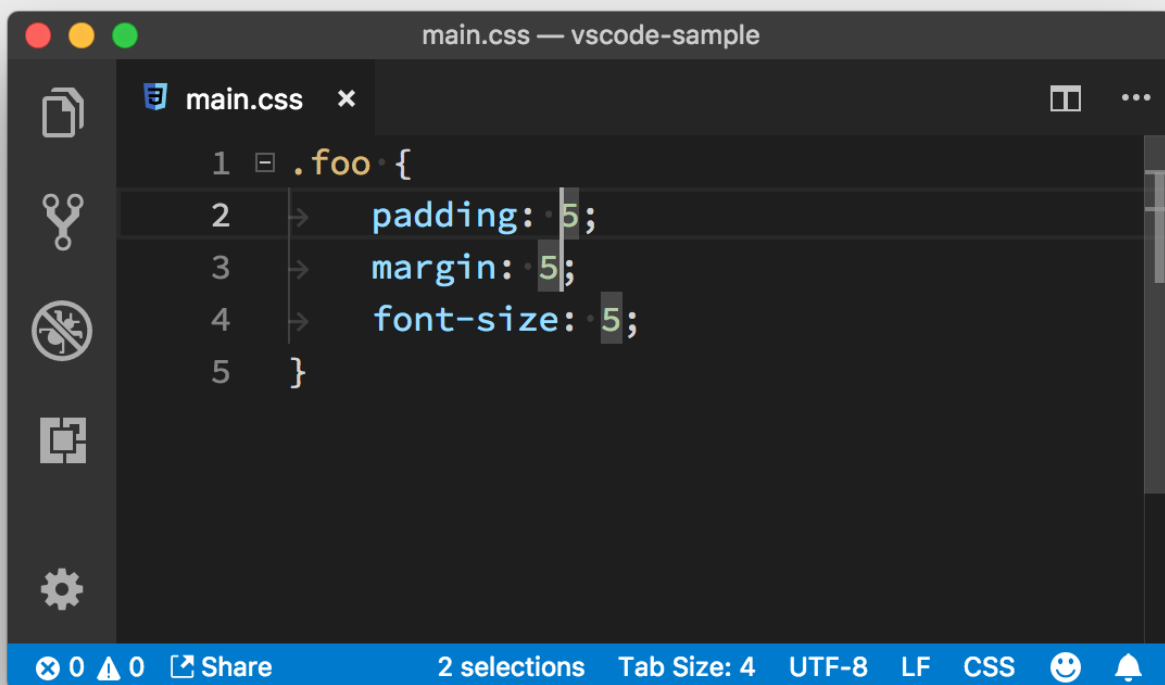 main.css — vscode-sample
main.css
1 .foo {
2 padding: 5;
3 margin: 5;
4 font-size: 5;
5 }
0 0 Share 2 selections Tab Size: 4 UTF-8 LF CSS